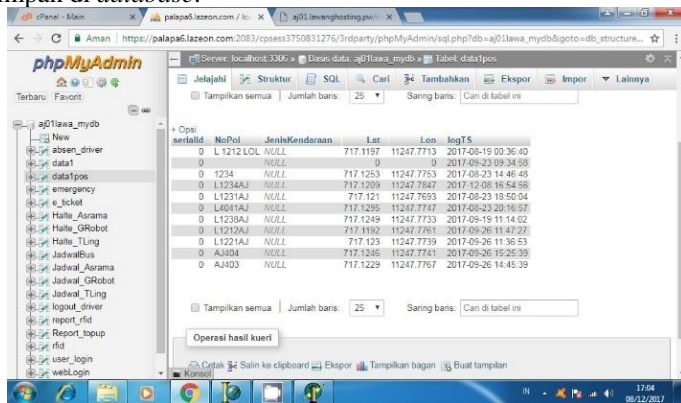 mpan di database.
cPanel - Main
palapa6.lazeon.com / loc
aj01.lawanghosting.pw/
Aman
https://palapa6.lazeon.com:2083/cpsess3750831276/3rdparty/phpMyAdmin/sql.php?db=aj01lawa_mydb&goto=db_structure...
phpMyAdmin
Terbaru Favorit
aj01lawa_mydb
New
absen_driver
data1
data1pos
emergency
e_ticket
Halte_Asrama
Halte_GRobot
Halte_TLing
JadwalBus
Jadwal_Asrama
Jadwal_GRobot
Jadwal_TLing
logout_driver
report_rfid
Report_topup
rfid
user_login
webLogin
Server: localhost:3306 » Basis data: aj01lawa_mydb » Tabel: data1pos
Jelajahi Struktur SQL Cari Tambahkan Ekspor Impor Lainnya
Tampilkan semua Jumlah baris: 25 Saring baris: Cari di tabel ini
+ Opsi
serialId NoPol JenisKendaraan Lat Lon logTS
0 L 1212 LOL NULL 717.1197 11247.7713 2017-08-19 00:36:40
0 NULL 0 0 2017-09-23 09:34:58
0 1234 NULL 717.1263 11247.7753 2017-08-23 14:46:48
0 L1234AJ NULL 717.1209 11247.7847 2017-12-08 16:54:56
0 L1231AJ NULL 717.121 11247.7693 2017-08-23 18:50:04
0 L4041AJ NULL 717.1295 11247.7747 2017-08-23 20:16:57
0 L1238AJ NULL 717.1249 11247.7733 2017-09-19 11:14:02
0 L1212AJ NULL 717.1192 11247.7761 2017-09-26 11:47:27
0 L1221AJ NULL 717.123 11247.7739 2017-09-26 11:36:53
0 AJ404 NULL 717.1246 11247.7741 2017-09-26 15:25:39
0 AJ403 NULL 717.1229 11247.7767 2017-09-26 14:45:39
Tampilkan semua Jumlah baris: 25 Saring baris: Cari di tabel ini
Operasi hasil kueri
Cetak Salin ke clipboard Ekspor Tampilkan bagan Buat tampilan
Konsol
IN
17:04
08/12/2017